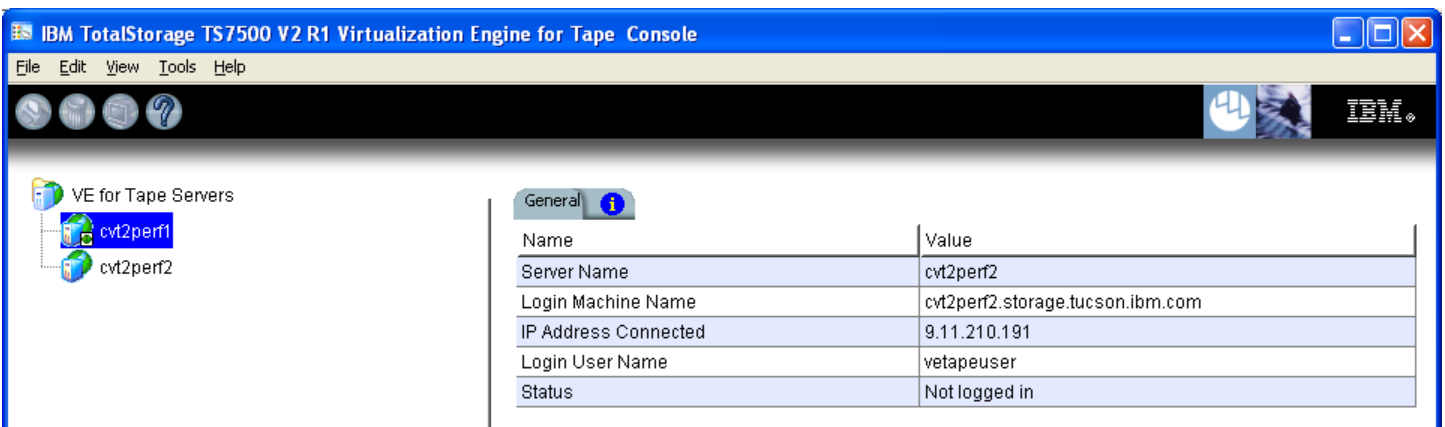 IBM TotalStorage TS7500 V2 R1 Virtualization Engine for Tape Console
File Edit View Tools Help
IBM®
VE for Tape Servers
cvt2perf1
cvt2perf2
General i
Name Value
Server Name cvt2perf2
Login Machine Name cvt2perf2.storage.tucson.ibm.com
IP Address Connected 9.11.210.191
Login User Name vetapeuser
Status Not logged in